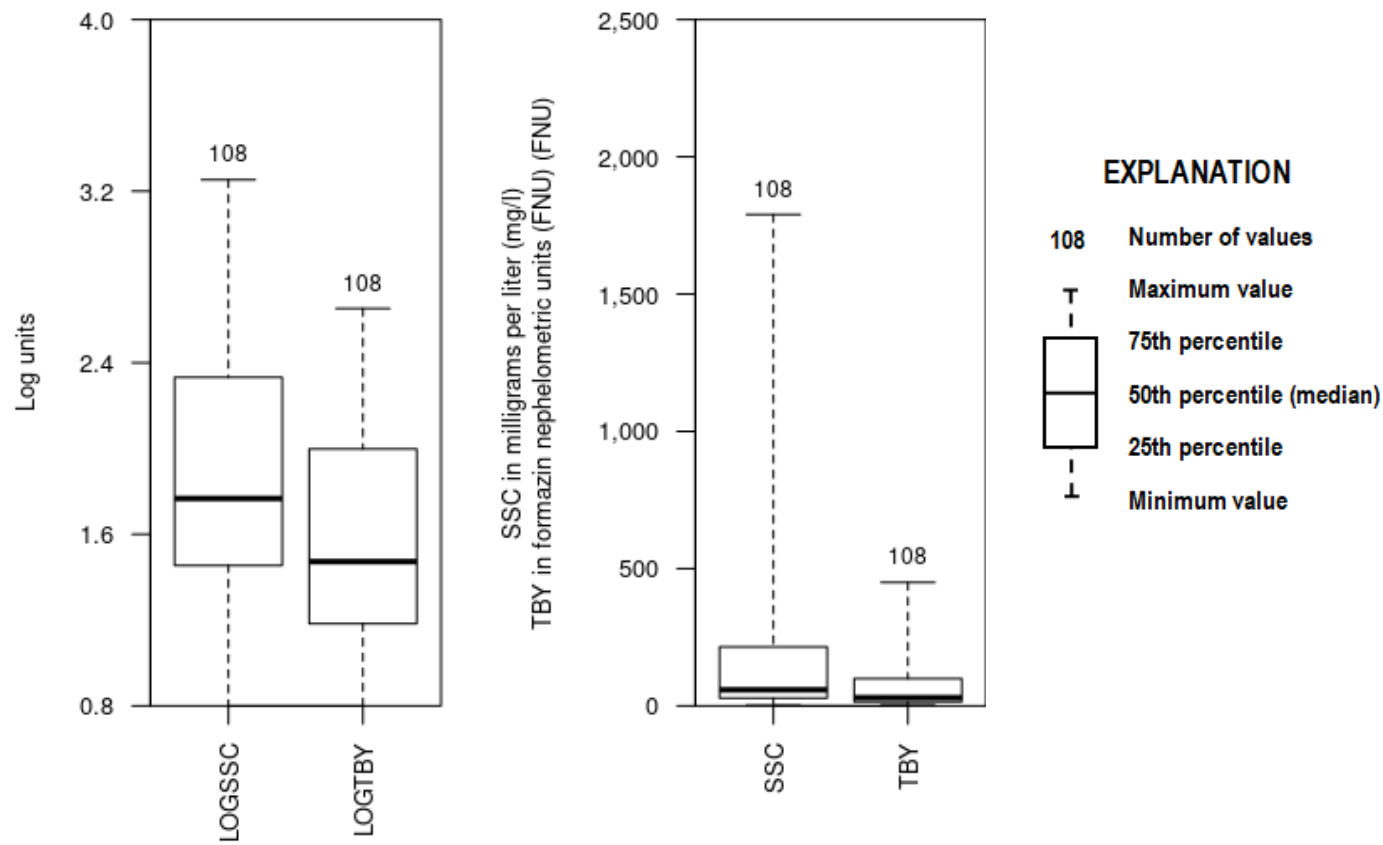 Log units
4.0
3.2
2.4
1.6
0.8
108
108
LOGSSC
LOGTBY
SSC in milligrams per liter (mg/l)
TBY in formazin nephelometric units (FNU) (FNU)
2,500
2,000
1,500
1,000
500
0
108
108
SSC
TBY
EXPLANATION
108 Number of values
Maximum value
75th percentile
50th percentile (median)
25th percentile
Minimum value